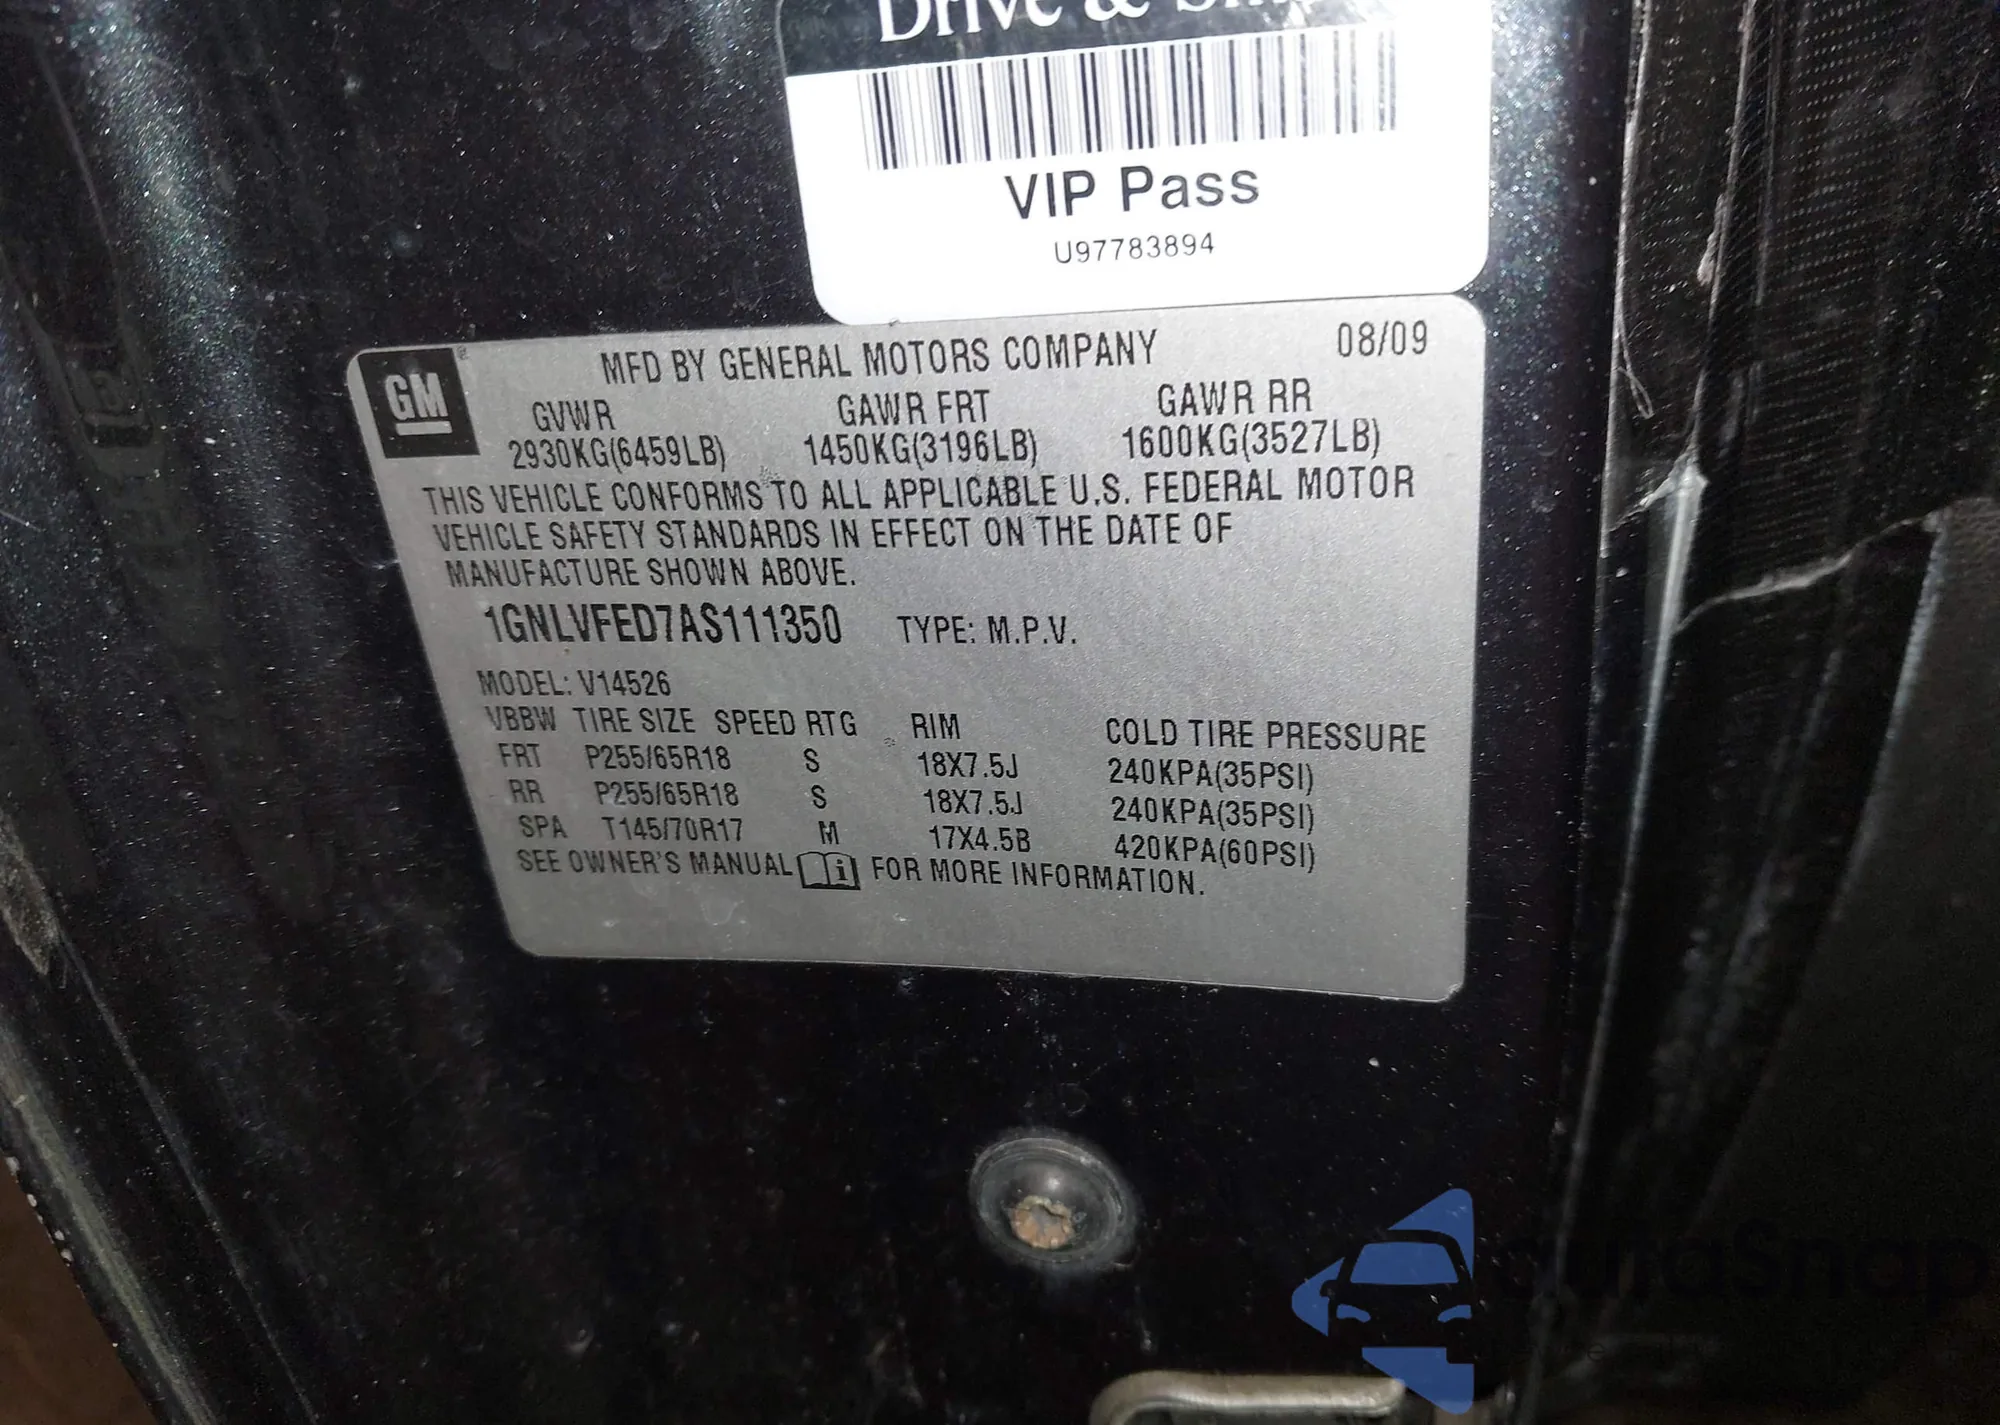 Drive &
VIP Pass
U97783894
GM
MFD BY GENERAL MOTORS COMPANY 08/09
GVWR GAWR FRT GAWR RR
2930KG(6459LB) 1450KG(3196LB) 1600KG(3527LB)
THIS VEHICLE CONFORMS TO ALL APPLICABLE U.S. FEDERAL MOTOR
VEHICLE SAFETY STANDARDS IN EFFECT ON THE DATE OF
MANUFACTURE SHOWN ABOVE.
1GNLVFED7AS111350 TYPE: M.P.V.
MODEL: V14526
VBBW TIRE SIZE SPEED RTG RIM COLD TIRE PRESSURE
FRT P255/65R18 S 18X7.5J 240KPA(35PSI)
RR P255/65R18 S 18X7.5J 240KPA(35PSI)
SPA T145/70R17 M 17X4.5B 420KPA(60PSI)
SEE OWNER'S MANUAL FOR MORE INFORMATION.